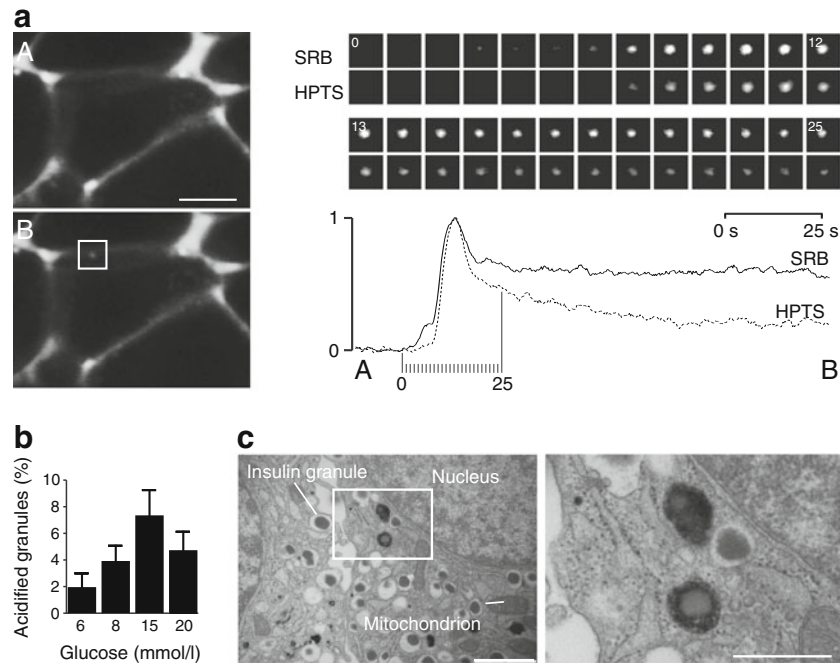 a
A
B
SRB
HPTS
0
12
13
25
1
0
0 s 25 s
SRB
HPTS
A
B
0
25
b
Acidified granules (%)
10
8
6
4
2
0
6 8 15 20
Glucose (mmol/l)
c
Insulin granule
Nucleus
Mitochondrion